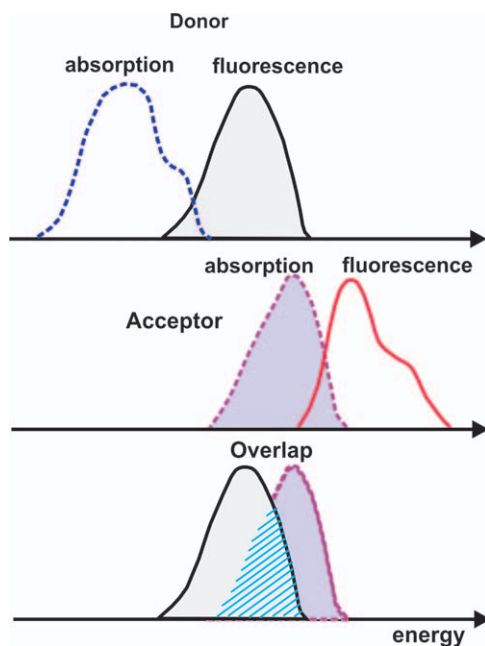 Donor
absorption fluorescence
absorption fluorescence
Acceptor
Overlap
energy